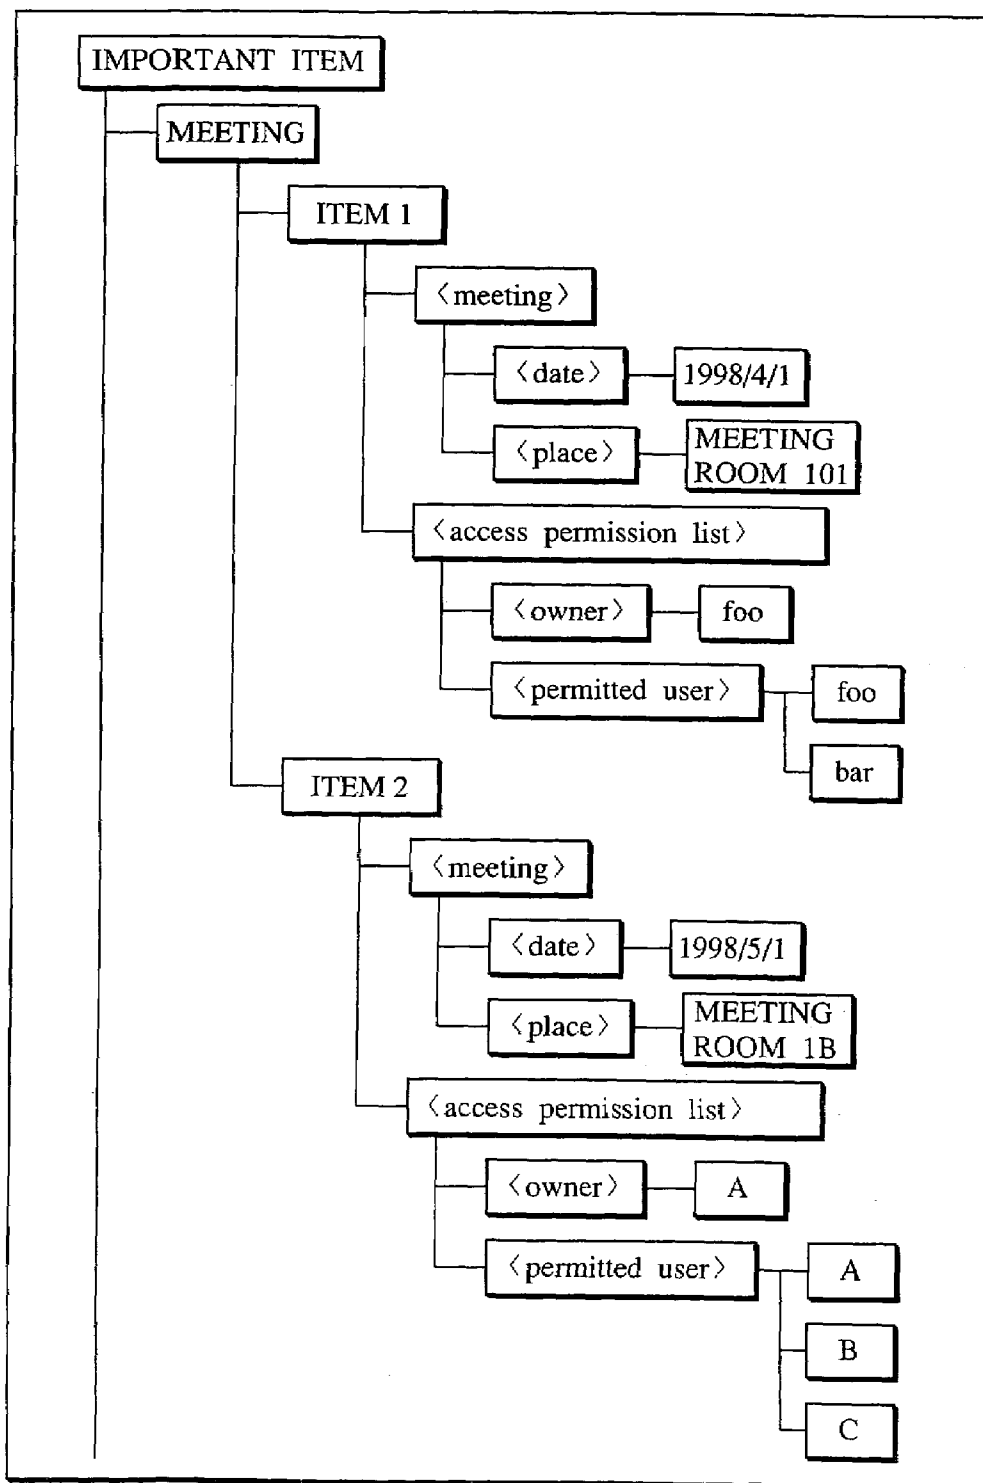 IMPORTANT ITEM
MEETING
ITEM 1
〈meeting〉
〈date〉 1998/4/1
〈place〉 MEETING
ROOM 101
〈access permission list〉
〈owner〉 foo
〈permitted user〉 foo
bar
ITEM 2
〈meeting〉
〈date〉 1998/5/1
〈place〉 MEETING
ROOM 1B
〈access permission list〉
〈owner〉 A
〈permitted user〉 A
B
C